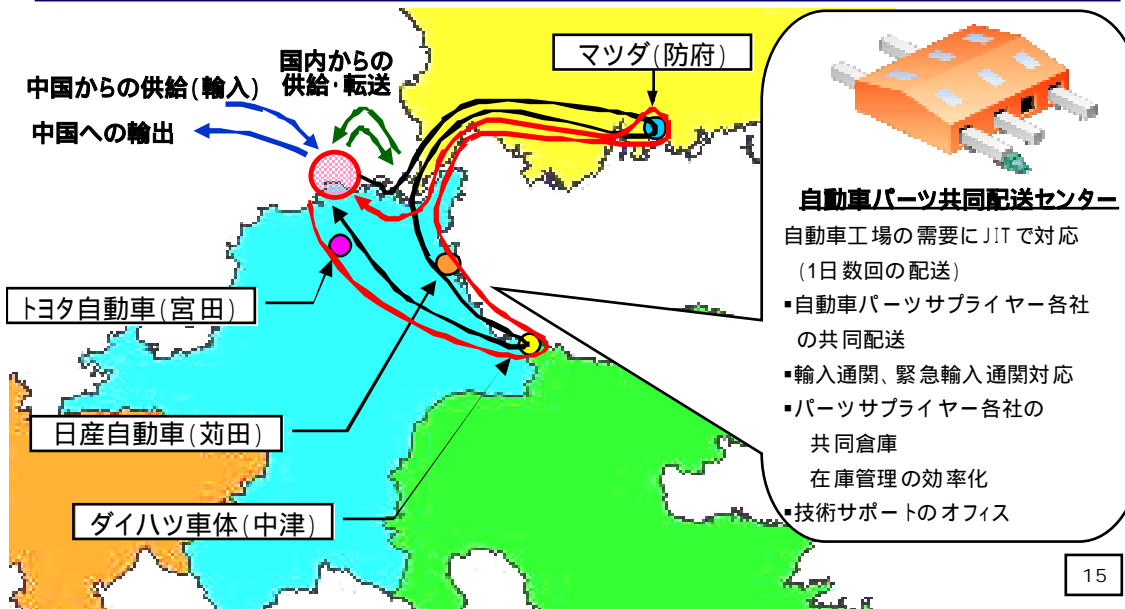 マツダ(防府)
国内からの
供給･転送
中国からの供給(輸入)
中国への輸出
トヨタ自動車(宮田)
日産自動車(苅田)
ダイハツ車体(中津)
自動車パーツ共同配送センター
自動車工場の需要にJITで対応
(1日数回の配送)
▪自動車パーツサプライヤー各社
の共同配送
▪輸入通関、緊急輸入通関対応
▪パーツサプライヤー各社の
共同倉庫
在庫管理の効率化
▪技術サポートのオフィス
15